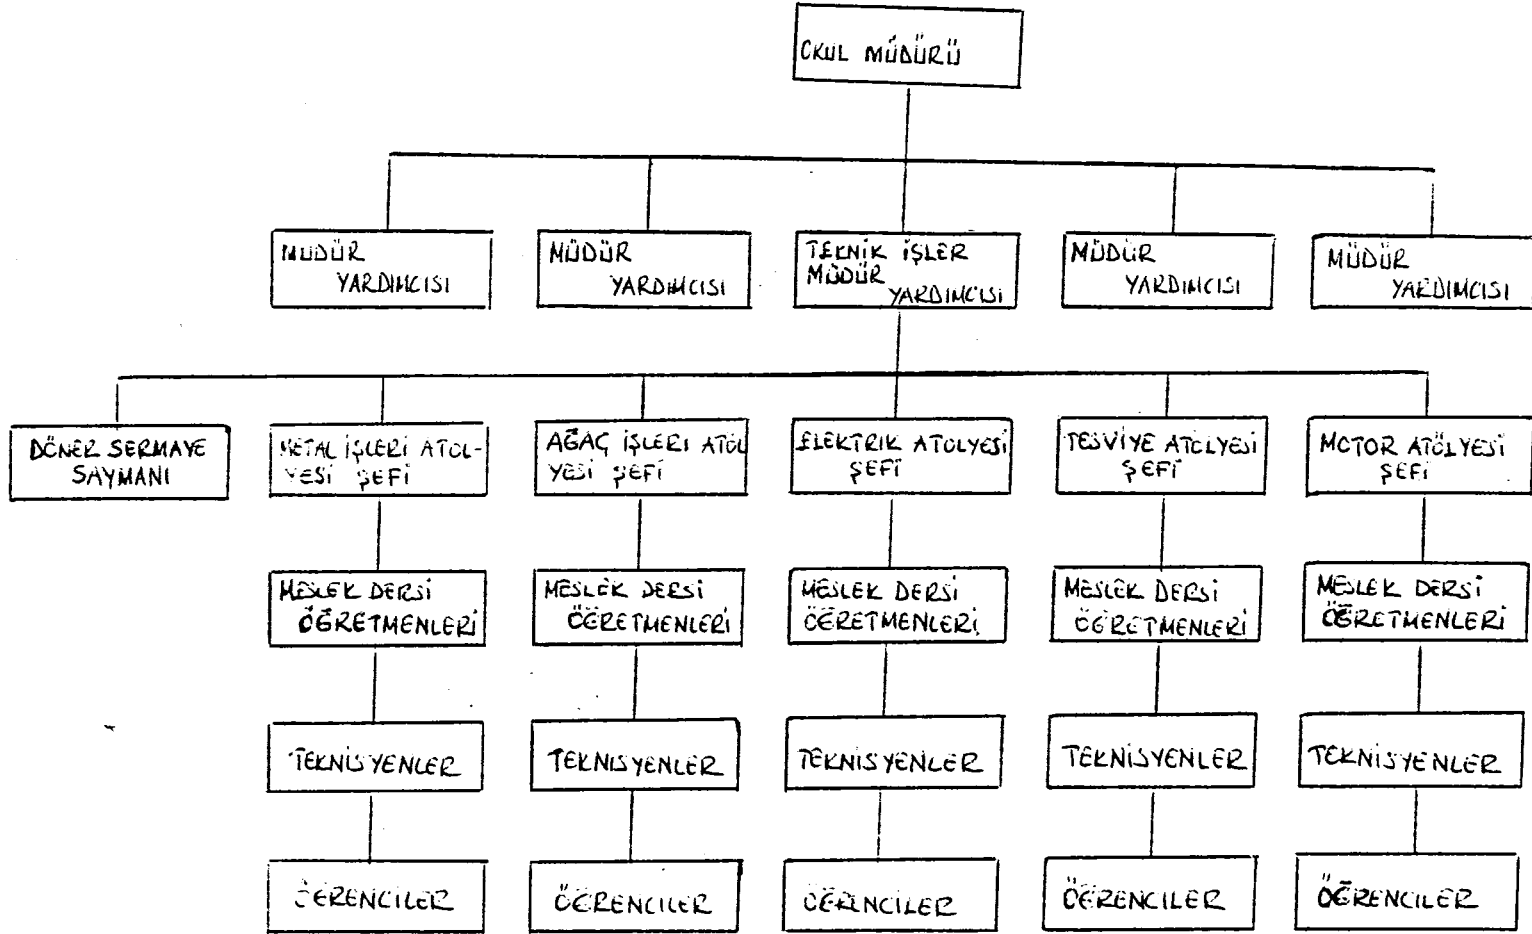 OKUL MÜDÜRÜ
MÜDÜR
YARDIMCISI
MÜDÜR
YARDIMCISI
TEKNİK İŞLER
MÜDÜR
YARDIMCISI
MÜDÜR
YARDIMCISI
MÜDÜR
YARDIMCISI
DÖNER SERMAYE
SAYMANI
METAL İŞLERİ ATÖL-
YESİ ŞEFİ
AĞAÇ İŞLERI ATÖL
YESİ ŞEFİ
ELEKTRIK ATÖLYESİ
ŞEFİ
TESVİYE ATÖLYESİ
ŞEFİ
MOTOR ATÖLYESİ
ŞEFİ
MESLEK DERSİ
ÖĞRETMENLERİ
MESLEK DERSİ
ÖĞRETMENLERİ
MESLEK DERSİ
ÖĞRETMENLERİ
MESLEK DERSİ
ÖĞRETMENLERİ
MESLEK DERSİ
ÖĞRETMENLERİ
TEKNİSYENLER
TEKNISYENLER
TEKNİSYENLER
TEKNİSYENLER
TEKNİSYENLER
ÖĞRENCİLER
ÖĞRENCİLER
ÖĞRENCİLER
ÖĞRENCİLER
ÖĞRENCİLER